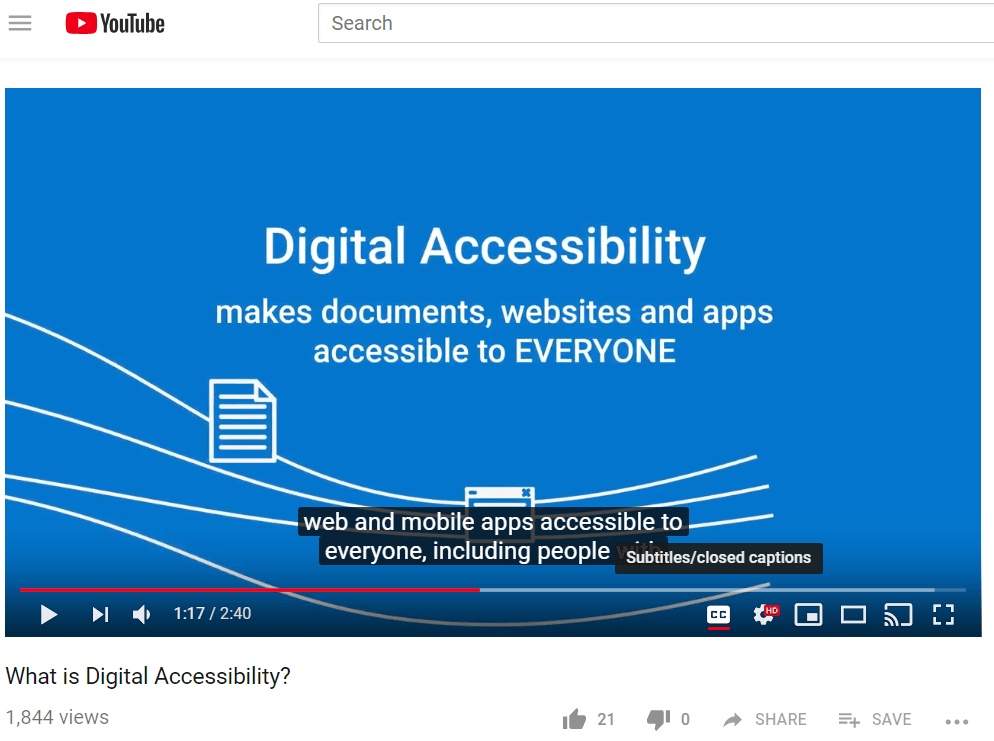 YouTube
Search
Digital Accessibility
makes documents, websites and apps
accessible to EVERYONE
web and mobile apps accessible to
everyone, including people
Subtitles/closed captions
1:17 / 2:40
CC
HD
What is Digital Accessibility?
1,844 views
21
0
SHARE
SAVE